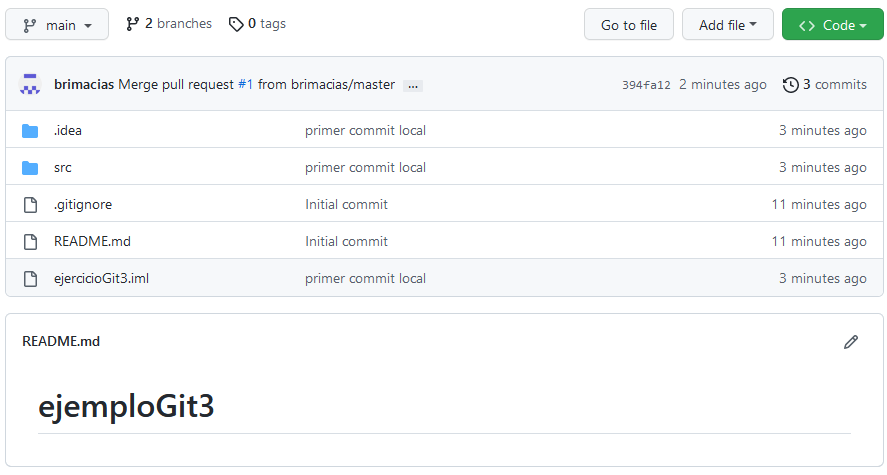 main 2 branches 0 tags Go to file Add file Code
brimacias Merge pull request #1 from brimacias/master ... 394fa12 2 minutes ago 3 commits
.idea primer commit local 3 minutes ago
src primer commit local 3 minutes ago
.gitignore Initial commit 11 minutes ago
README.md Initial commit 11 minutes ago
ejercicioGit3.iml primer commit local 3 minutes ago
README.md
ejemploGit3